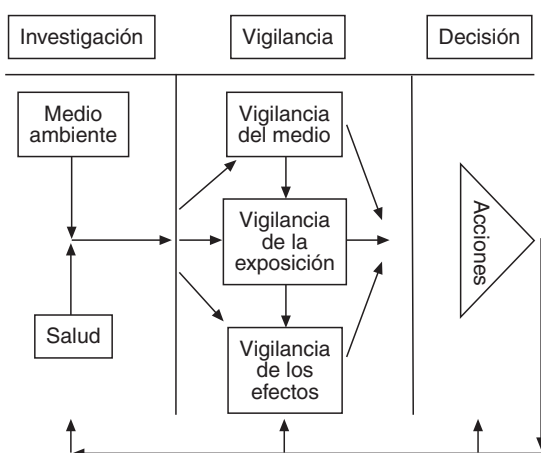 Investigación
Vigilancia
Decisión
Medio
ambiente
Salud
Vigilancia
del medio
Vigilancia
de la
exposición
Vigilancia
de los
efectos
Acciones